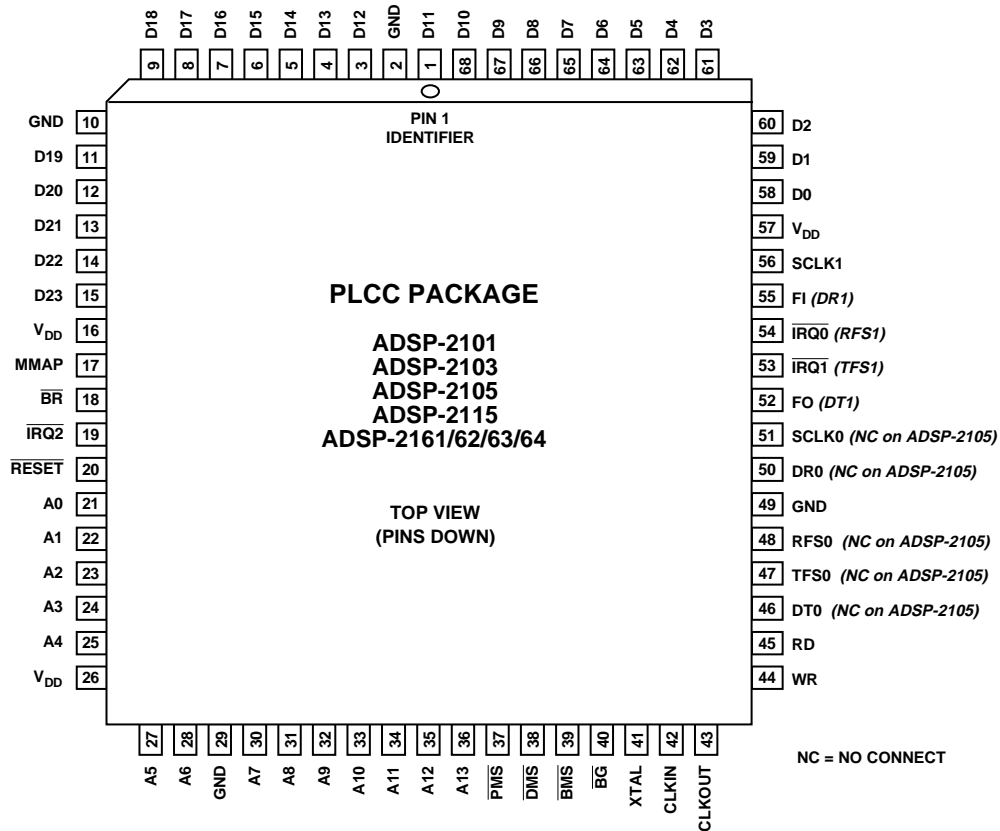 D18 D17 D16 D15 D14 D13 D12 GND D11 D10 D9 D8 D7 D6 D5 D4 D3
9 8 7 6 5 4 3 2 1 68 67 66 65 64 63 62 61
PIN 1
IDENTIFIER
GND 10
D19 11
D20 12
D21 13
D22 14
D23 15
VDD 16
MMAP 17
BR 18
IRQ2 19
RESET 20
A0 21
A1 22
A2 23
A3 24
A4 25
VDD 26
PLCC PACKAGE
ADSP-2101
ADSP-2103
ADSP-2105
ADSP-2115
ADSP-2161/62/63/64
TOP VIEW
(PINS DOWN)
60 D2
59 D1
58 D0
57 VDD
56 SCLK1
55 FI (DR1)
54 IRQ0 (RFS1)
53 IRQ1 (TFS1)
52 FO (DT1)
51 SCLK0 (NC on ADSP-2105)
50 DR0 (NC on ADSP-2105)
49 GND
48 RFS0 (NC on ADSP-2105)
47 TFS0 (NC on ADSP-2105)
46 DT0 (NC on ADSP-2105)
45 RD
44 WR
27 28 29 30 31 32 33 34 35 36 37 38 39 40 41 42 43
A5 A6 GND A7 A8 A9 A10 A11 A12 A13 PMS DMS BMS BG XTAL CLKIN CLKOUT
NC = NO CONNECT